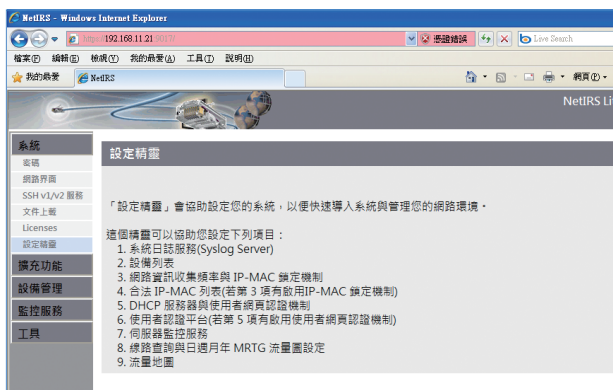 NetIRS - Windows Internet Explorer
https://192.168.11.21:9017/ 憑證錯誤 Live Search
檔案(F) 編輯(E) 檢視(V) 我的最愛(A) 工具(T) 說明(H)
我的最愛 NetIRS 網頁(P)
NetIRS Li
系統
密碼
網路界面
SSH v1/v2 服務
文件上載
Licenses
設定精靈
擴充功能
設備管理
監控服務
工具
設定精靈
「設定精靈」會協助設定您的系統，以便快速導入系統與管理您的網路環境。
這個精靈可以協助您設定下列項目：
1. 系統日誌服務(Syslog Server)
2. 設備列表
3. 網路資訊收集頻率與 IP-MAC 鎖定機制
4. 合法 IP-MAC 列表(若第 3 項有啟用IP-MAC 鎖定機制)
5. DHCP 服務器與使用者網頁認證機制
6. 使用者認證平台(若第 5 項有啟用使用者網頁認證機制)
7. 伺服器監控服務
8. 線路查詢與日週月年 MRTG 流量圖設定
9. 流量地圖